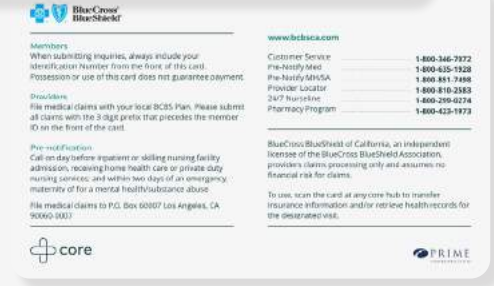 BlueCross
BlueShield
Members
When submitting inquiries, always include your
Identification Number from the front of this card.
Possession or use of this card does not guarantee payment
Providers
File medical claims with your local BCBS Plan. Please submit
all claims with the 3 digit prefix that precedes the member
ID on the front of the card.
Pre-notification
Call on day before inpatient or skilling nursing facility
admission, receiving home health care or private duty
nursing services; and within two days of an emergency,
maternity of for a mental health/substance abuse
File medical claims to P.O. Box 60007 Los Angeles, CA
90060-0007
core
www.bcbsca.com
Customer Service 1-800-346-7072
Pre-Notify Med 1-800-635-1928
Pre-Notify MH/SA 1-800-851-7498
Provider Locator 1-800-810-2583
24/7 Nurseline 1-800-299-0274
Pharmacy Program 1-800-423-1973
BlueCross BlueShield of California, an independent
licensee of the BlueCross BlueShield Association,
providers claims processing only and assumes no
financial risk for claims.
To use, scan the card at any core hub to transfer
insurance information and/or retrieve health records for
the designated visit.
PRIME